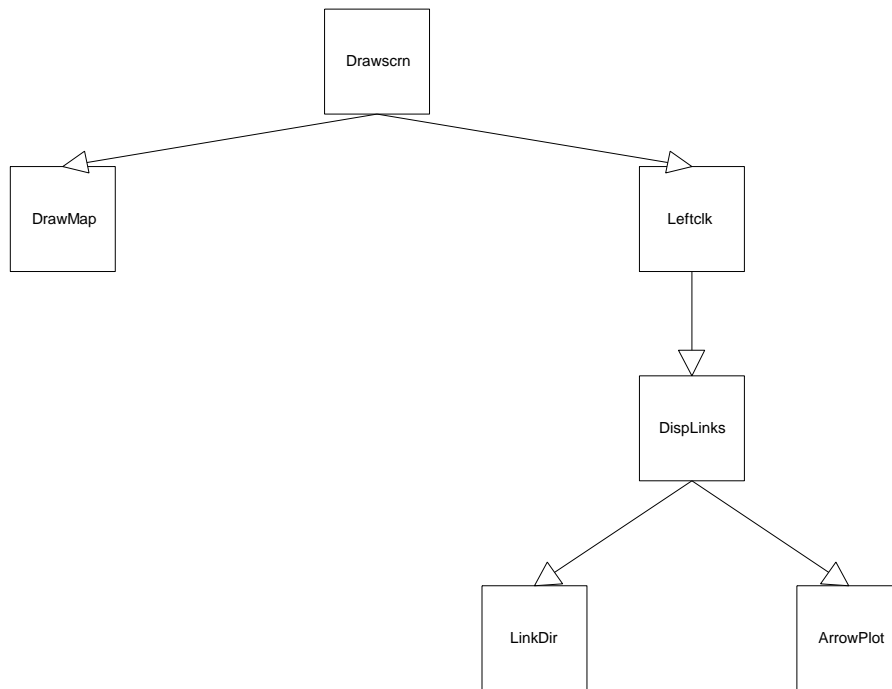 Drawscrn
DrawMap
Leftclk
DispLinks
LinkDir
ArrowPlot